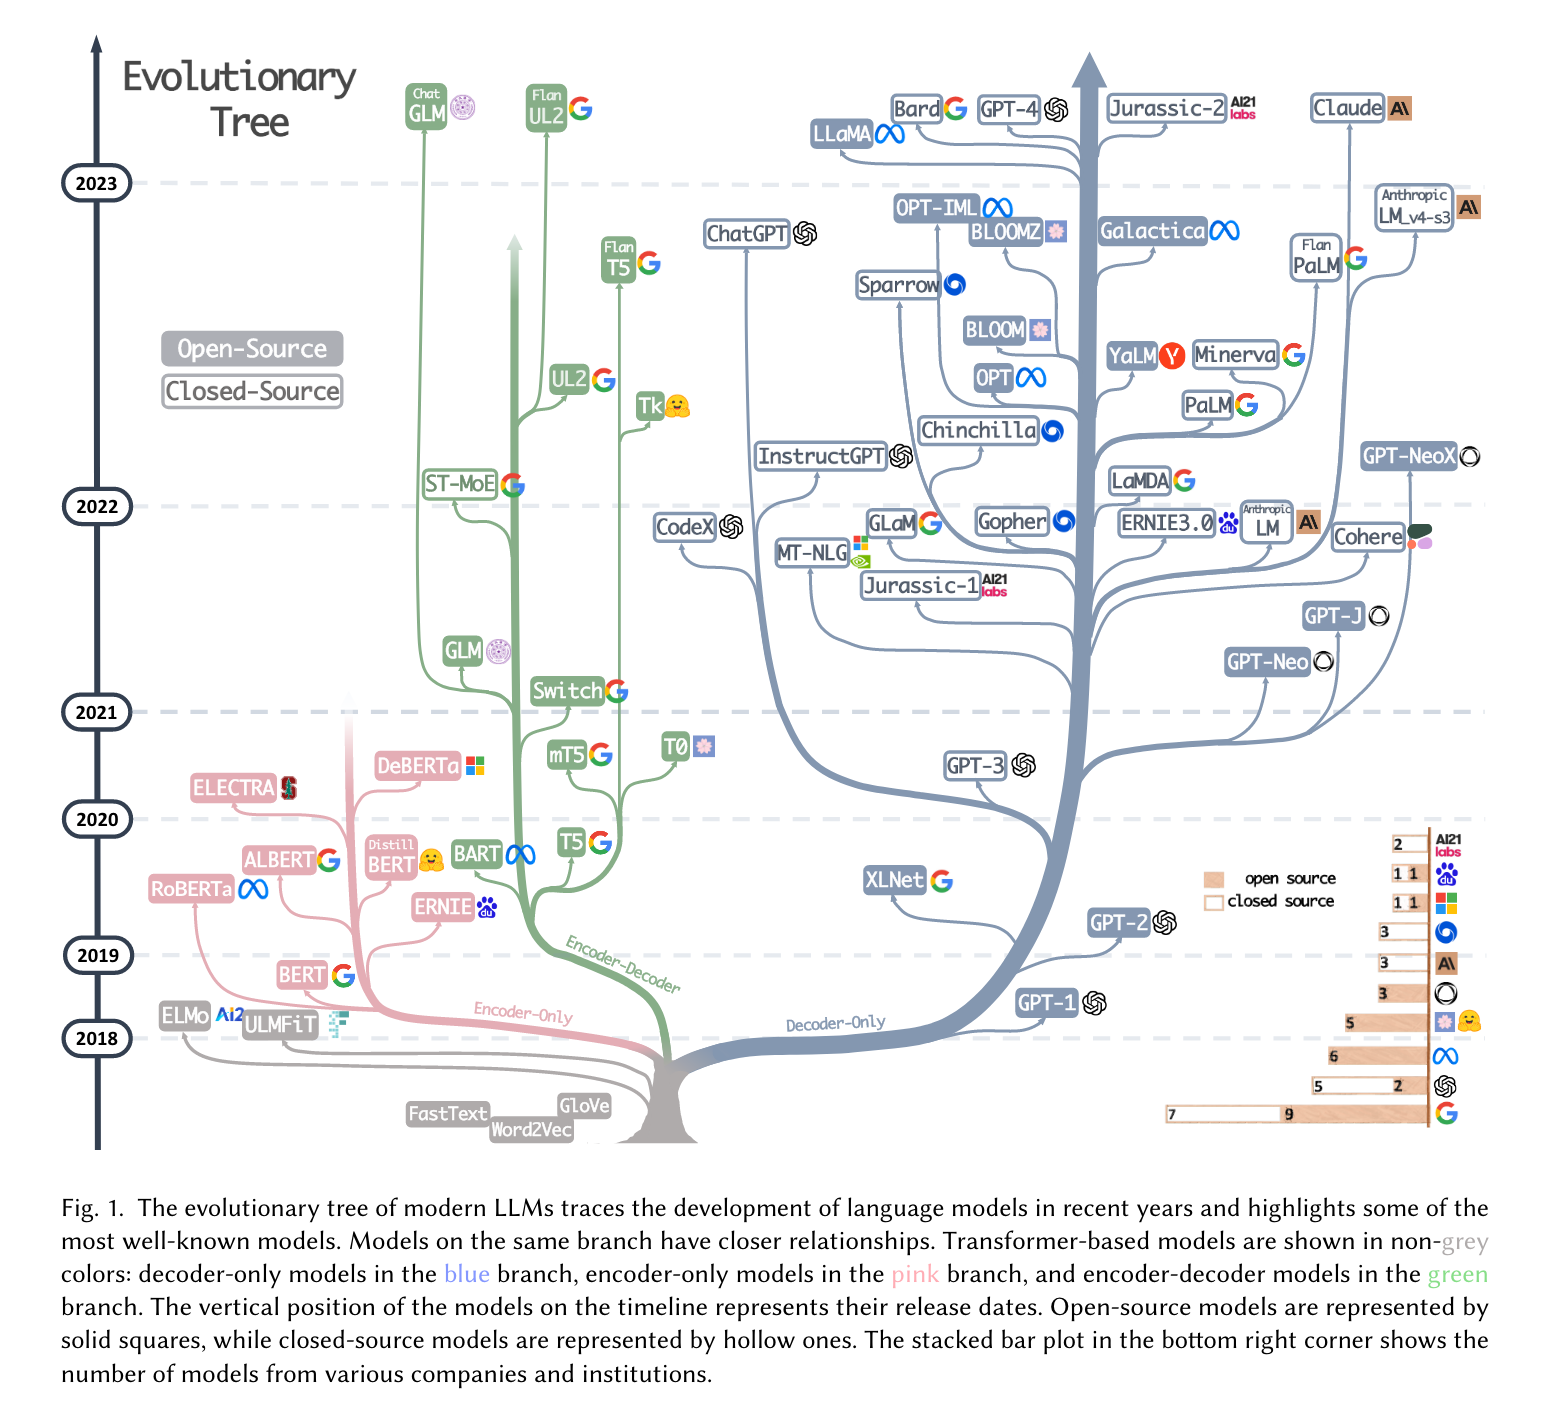 Evolutionary
Tree
2023
2022
2021
2020
2019
2018
Open-Source
Closed-Source
Chat
GLM
Flan
UL2
Flan
T5
UL2
Tk
ST-MoE
GLM
Switch
mT5
T0
T5
BART
Encoder-Decoder
DeBERTa
ELECTRA
ALBERT
Distill
BERT
RoBERTa
ERNIE
du
BERT
ELMo
Ai2
ULMFiT
Encoder-Only
FastText
Word2Vec
GloVe
Bard
GPT-4
Jurassic-2
AI21
labs
Claude
A\
LLaMA
OPT-IML
BLOOMZ
Galactica
Anthropic
LM_v4-s3
A\
ChatGPT
Flan
PaLM
Sparrow
BLOOM
YaLM
Minerva
OPT
PaLM
Chinchilla
InstructGPT
GPT-NeoX
LaMDA
CodeX
GLaM
Gopher
ERNIE3.0
du
Anthropic
LM
A\
Cohere
MT-NLG
Jurassic-1
AI21
labs
GPT-J
GPT-Neo
GPT-3
XLNet
GPT-2
GPT-1
Decoder-Only
open source
closed source
2
AI21
labs
1 1
du
1 1
3
3
A\
3
5
6
5 2
7 9
Fig. 1. The evolutionary tree of modern LLMs traces the development of language models in recent years and highlights some of the
most well-known models. Models on the same branch have closer relationships. Transformer-based models are shown in non-grey
colors: decoder-only models in the blue branch, encoder-only models in the pink branch, and encoder-decoder models in the green
branch. The vertical position of the models on the timeline represents their release dates. Open-source models are represented by
solid squares, while closed-source models are represented by hollow ones. The stacked bar plot in the bottom right corner shows the
number of models from various companies and institutions.